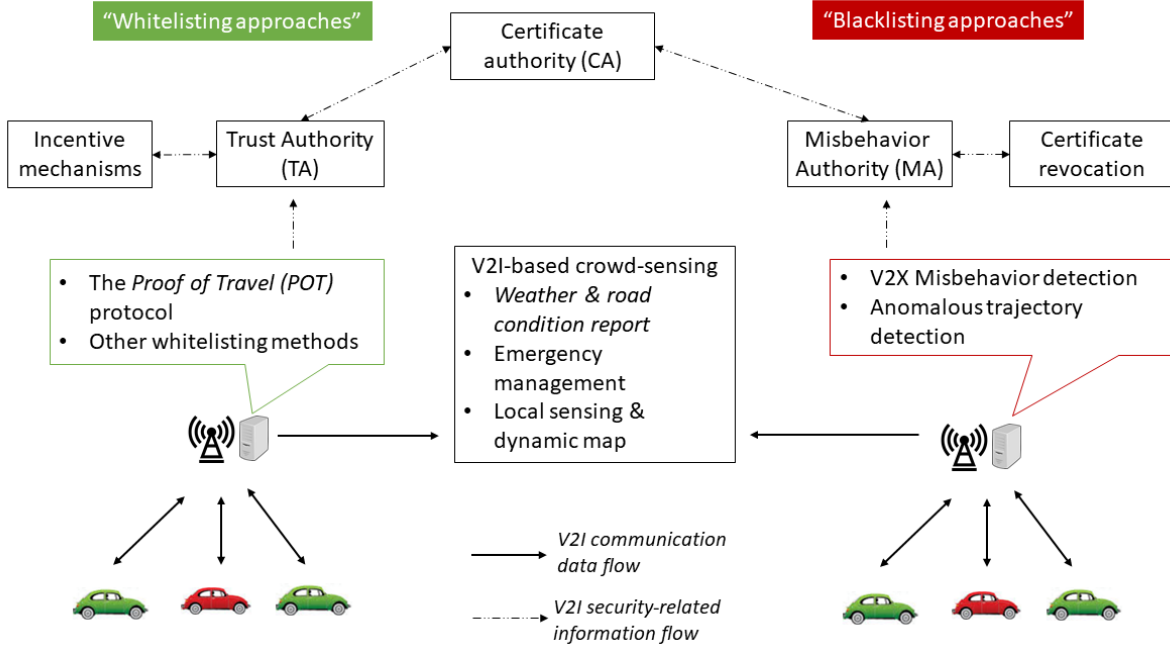 "Whitelisting approaches"
"Blacklisting approaches"
Certificate
authority (CA)
Incentive
mechanisms
Trust Authority
(TA)
Misbehavior
Authority (MA)
Certificate
revocation
• The Proof of Travel (POT)
protocol
• Other whitelisting methods
V2I-based crowd-sensing
• Weather & road
condition report
• Emergency
management
• Local sensing &
dynamic map
• V2X Misbehavior detection
• Anomalous trajectory
detection
V2I communication
data flow
V2I security-related
information flow